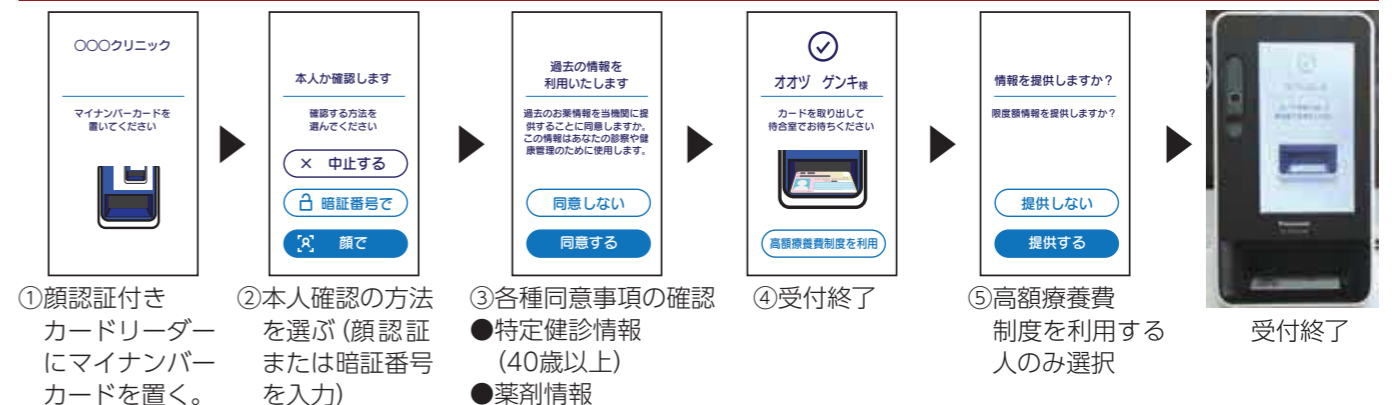 ○○○クリニック
マイナンバーカードを
置いてください
本人か確認します
確認する方法を
選んでください
× 中止する
暗証番号で
顔で
過去の情報を
利用いたします
過去のお薬情報を当機関に提
供することに同意しますか。
この情報はあなたの診察や健
康管理のために使用します。
同意しない
同意する
オオヅ ゲンキ様
カードを取り出して
待合室でお待ちください
高額療養費制度を利用
情報を提供しますか？
限度額情報を提供しますか？
提供しない
提供する
①顔認証付き
カードリーダー
にマイナンバー
カードを置く。
②本人確認の方法
を選ぶ（顔認証
または暗証番号
を入力）
③各種同意事項の確認
●特定健診情報
（40歳以上）
●薬剤情報
④受付終了
⑤高額療養費
制度を利用する
人のみ選択
Panasonic
受付終了